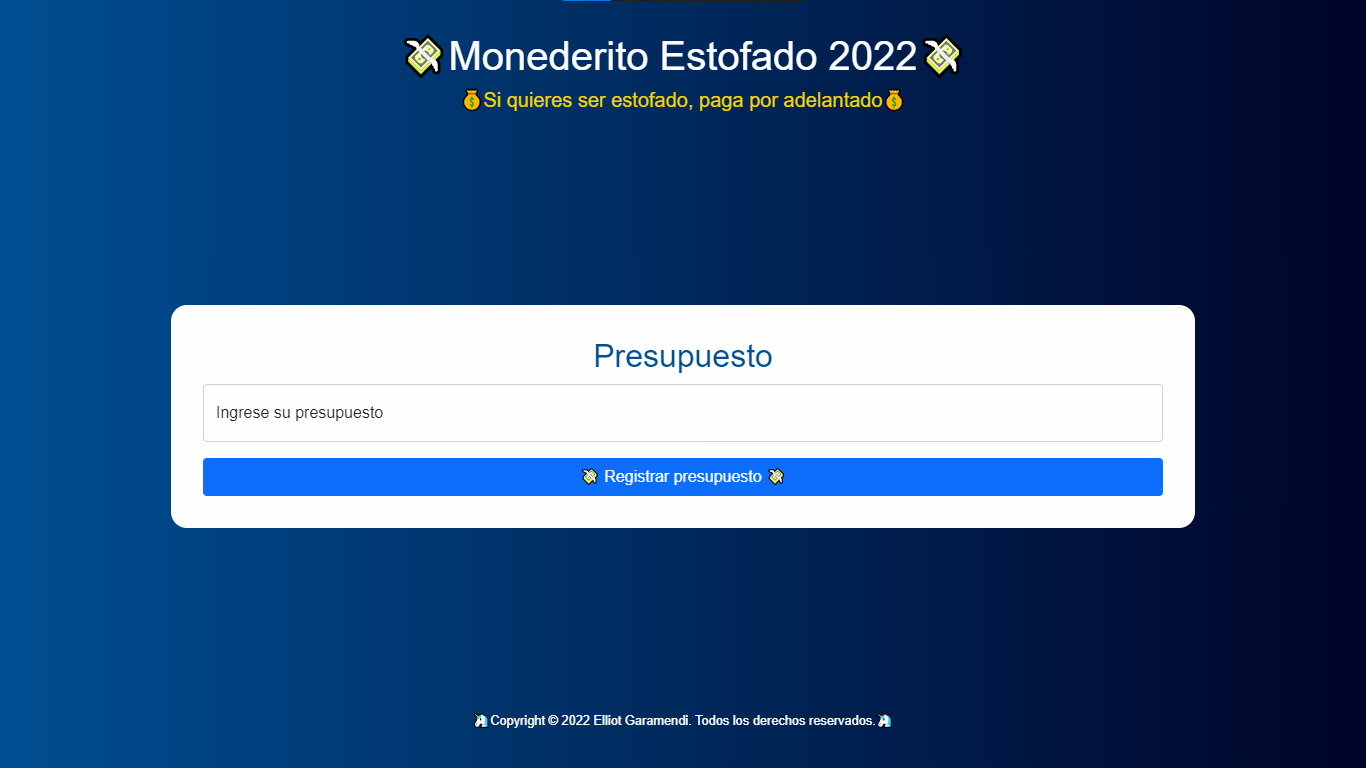 💸Monederito Estofado 2022💸
💰Si quieres ser estofado, paga por adelantado💰
Presupuesto
Ingrese su presupuesto
💸 Registrar presupuesto 💸
🦄Copyright © 2022 Elliot Garamendi. Todos los derechos reservados.🦄